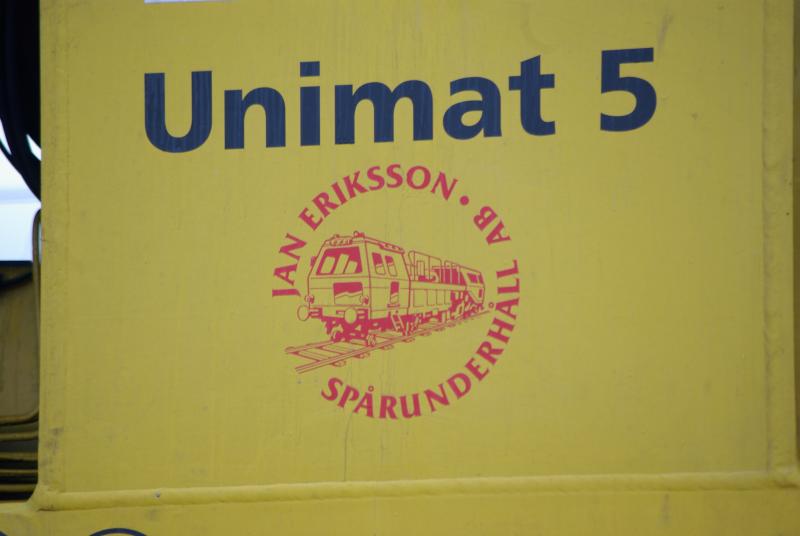 Unimat 5
JAN ERIKSSON • AB
SPÅRUNDERHÅLL